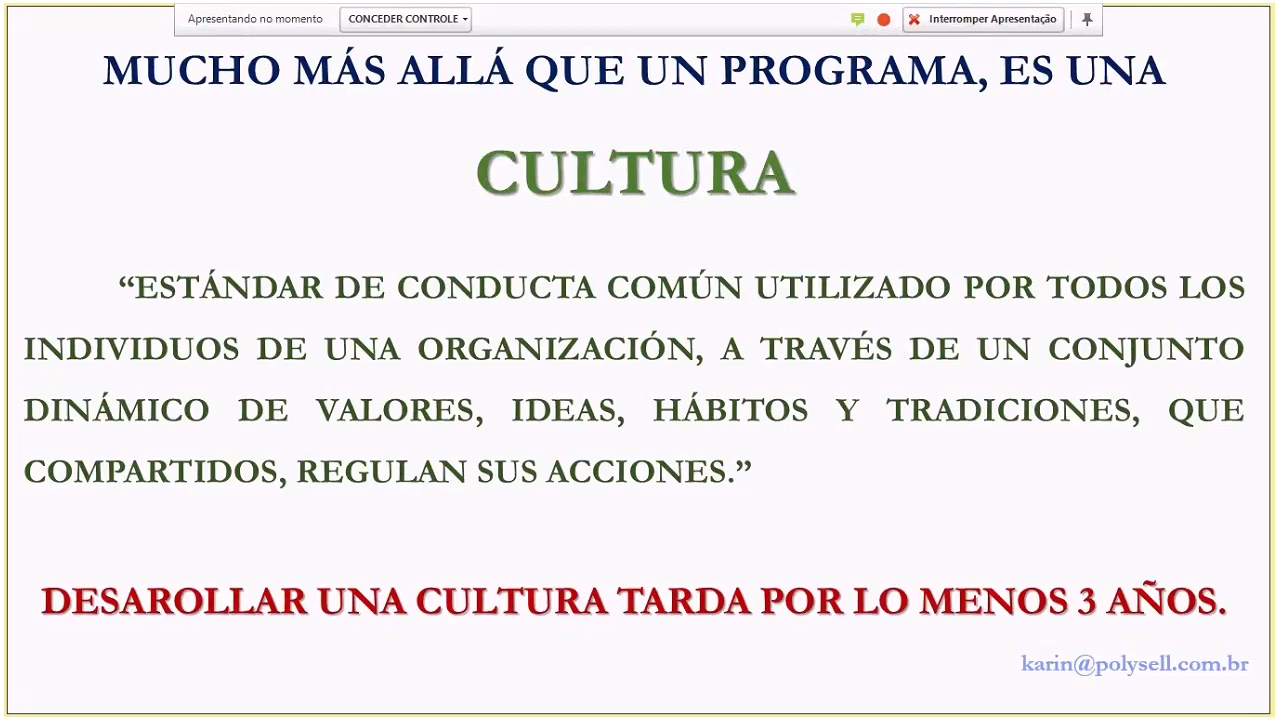 Apresentando no momento CONCEDER CONTROLE Interromper Apresentação
MUCHO MÁS ALLÁ QUE UN PROGRAMA, ES UNA
CULTURA
“ESTÁNDAR DE CONDUCTA COMÚN UTILIZADO POR TODOS LOS
INDIVIDUOS DE UNA ORGANIZACIÓN, A TRAVÉS DE UN CONJUNTO
DINÁMICO DE VALORES, IDEAS, HÁBITOS Y TRADICIONES, QUE
COMPARTIDOS, REGULAN SUS ACCIONES.”
DESAROLLAR UNA CULTURA TARDA POR LO MENOS 3 AÑOS.
karin@polysell.com.br